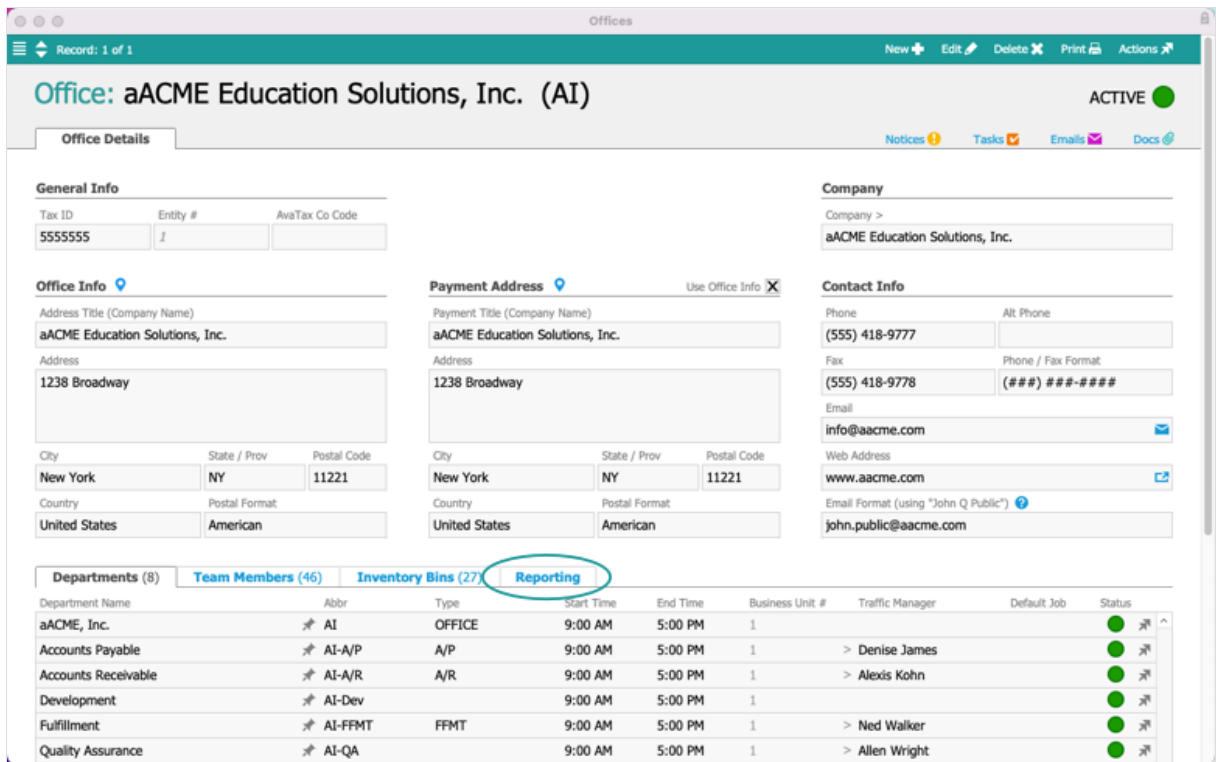 Offices
Record: 1 of 1 New Edit Delete Print Actions
Office: aACME Education Solutions, Inc. (AI) ACTIVE
Office Details Notices Tasks Emails Docs
General Info Company
Tax ID Entity # AvaTax Co Code Company >
5555555 1 aACME Education Solutions, Inc.
Office Info Payment Address Use Office Info X Contact Info
Address Title (Company Name) Payment Title (Company Name) Phone Alt Phone
aACME Education Solutions, Inc. aACME Education Solutions, Inc. (555) 418-9777
Address Address Fax Phone / Fax Format
1238 Broadway 1238 Broadway (555) 418-9778 (###) ###-####
Email
info@aacme.com
City State / Prov Postal Code City State / Prov Postal Code Web Address
New York NY 11221 New York NY 11221 www.aacme.com
Country Postal Format Country Postal Format Email Format (using "John Q Public") ?
United States American United States American john.public@aacme.com
Departments (8) Team Members (46) Inventory Bins (27) Reporting
Department Name Abbr Type Start Time End Time Business Unit # Traffic Manager Default Job Status
aACME, Inc. AI OFFICE 9:00 AM 5:00 PM 1
Accounts Payable AI-A/P A/P 9:00 AM 5:00 PM 1 > Denise James
Accounts Receivable AI-A/R A/R 9:00 AM 5:00 PM 1 > Alexis Kohn
Development AI-Dev 9:00 AM 5:00 PM 1
Fulfillment AI-FFMT FFMT 9:00 AM 5:00 PM 1 > Ned Walker
Quality Assurance AI-QA 9:00 AM 5:00 PM 1 > Allen Wright